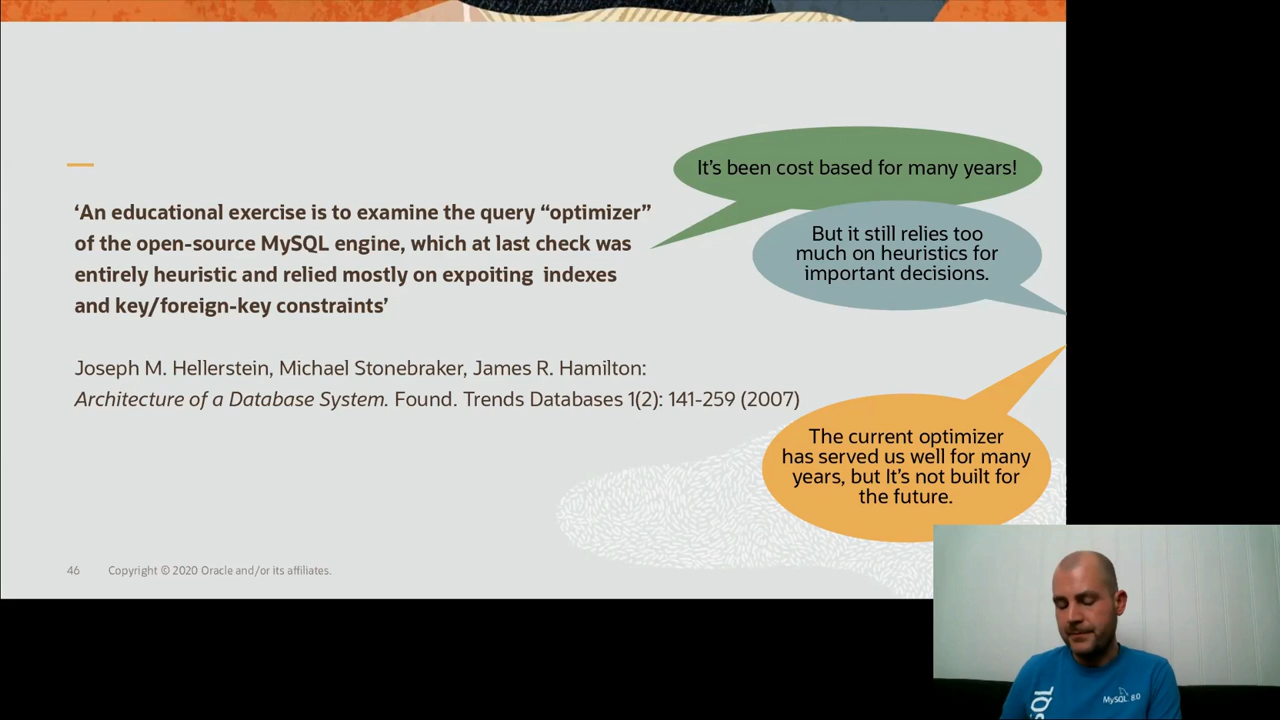 ‘An educational exercise is to examine the query “optimizer”
of the open-source MySQL engine, which at last check was
entirely heuristic and relied mostly on expoiting indexes
and key/foreign-key constraints’
Joseph M. Hellerstein, Michael Stonebraker, James R. Hamilton:
Architecture of a Database System. Found. Trends Databases 1(2): 141-259 (2007)
It’s been cost based for many years!
But it still relies too
much on heuristics for
important decisions.
The current optimizer
has served us well for many
years, but It’s not built for
the future.
46 Copyright © 2020 Oracle and/or its affiliates.
SQL
MySQL 8.0